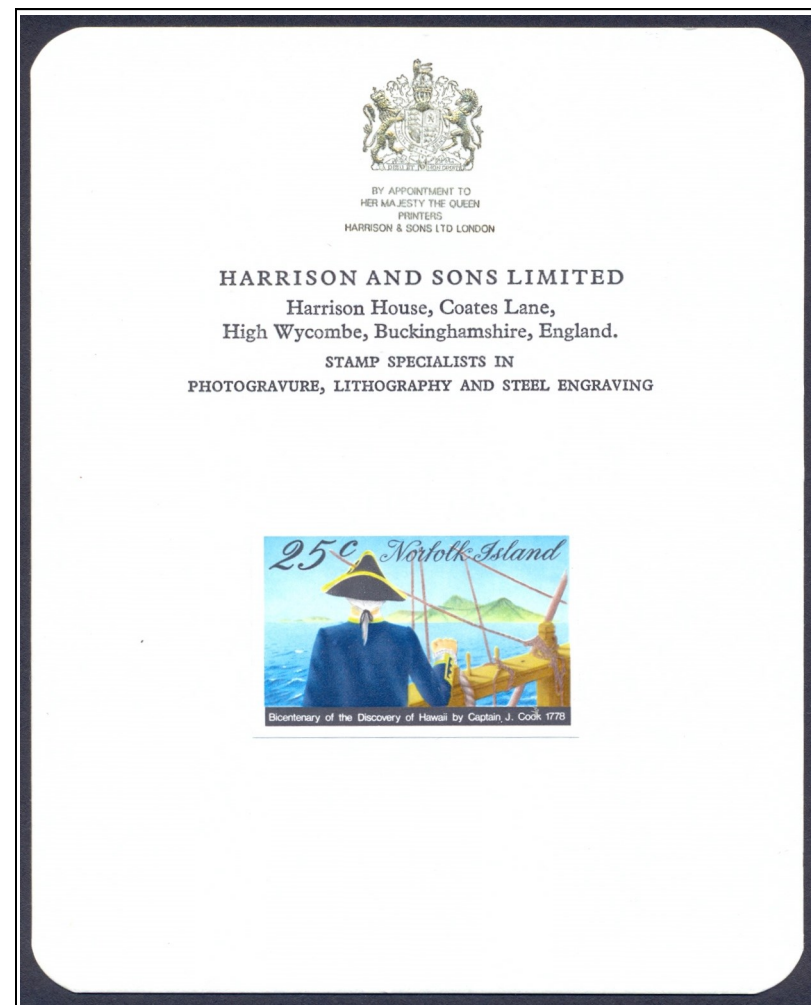 BY APPOINTMENT TO
HER MAJESTY THE QUEEN
PRINTERS
HARRISON & SONS LTD LONDON
HARRISON AND SONS LIMITED
Harrison House, Coates Lane,
High Wycombe, Buckinghamshire, England.
STAMP SPECIALISTS IN
PHOTOGRAVURE, LITHOGRAPHY AND STEEL ENGRAVING
25c Norfolk Island
Bicentenary of the Discovery of Hawaii by Captain J. Cook 1778